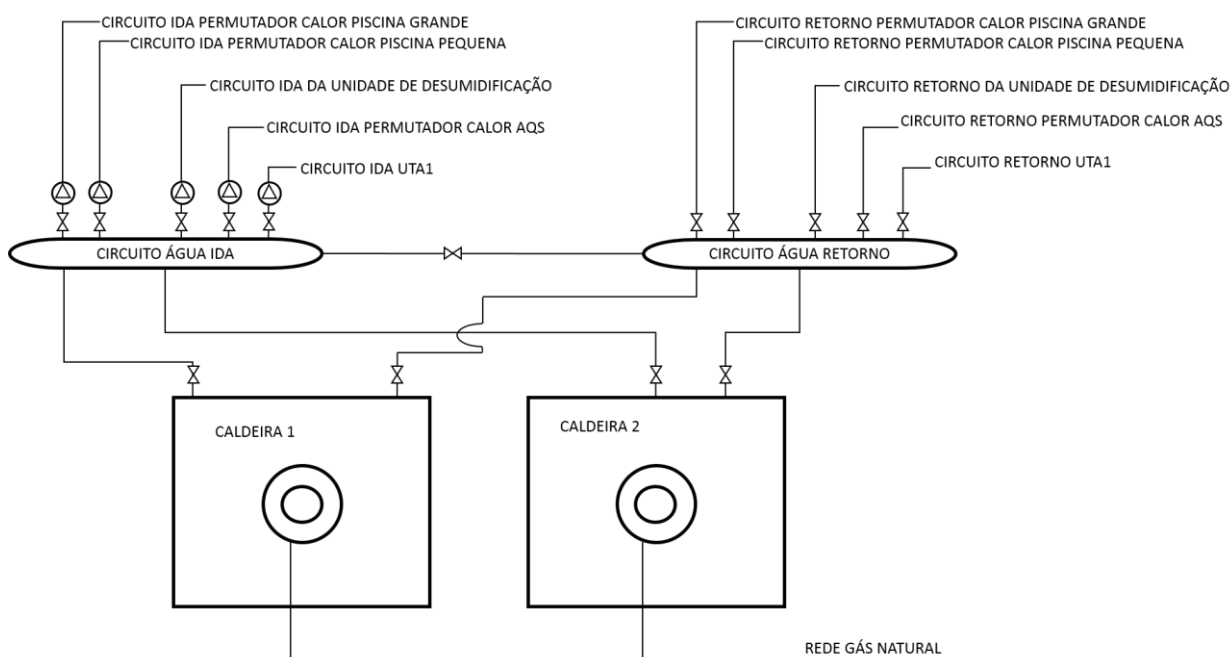 CIRCUITO IDA PERMUTADOR CALOR PISCINA GRANDE
CIRCUITO IDA PERMUTADOR CALOR PISCINA PEQUENA
CIRCUITO IDA DA UNIDADE DE DESUMIDIFICAÇÃO
CIRCUITO IDA PERMUTADOR CALOR AQS
CIRCUITO IDA UTA1
CIRCUITO RETORNO PERMUTADOR CALOR PISCINA GRANDE
CIRCUITO RETORNO PERMUTADOR CALOR PISCINA PEQUENA
CIRCUITO RETORNO DA UNIDADE DE DESUMIDIFICAÇÃO
CIRCUITO RETORNO PERMUTADOR CALOR AQS
CIRCUITO RETORNO UTA1
CIRCUITO ÁGUA IDA
CIRCUITO ÁGUA RETORNO
CALDEIRA 1
CALDEIRA 2
REDE GÁS NATURAL